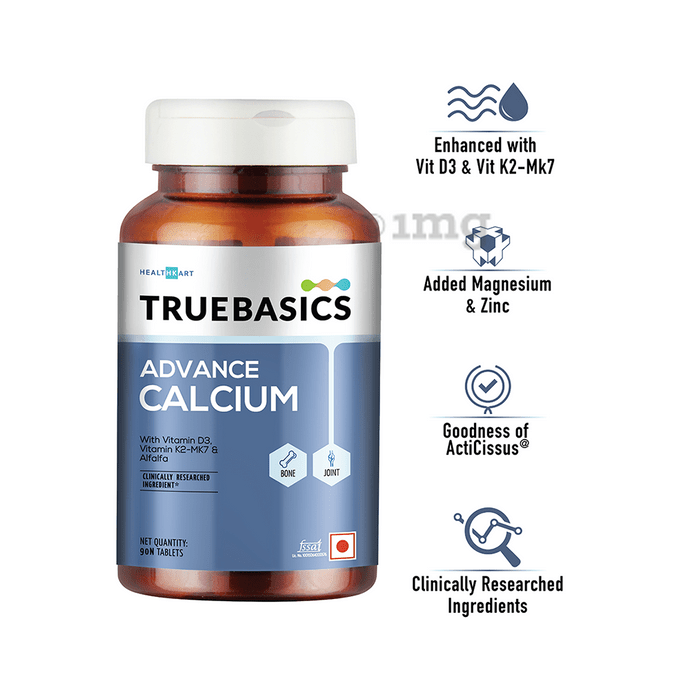 HEALTHKART
TRUEBASICS
ADVANCE
CALCIUM
With Vitamin D3,
Vitamin K2-MK7 &
Alfalfa
CLINICALLY RESEARCHED
INGREDIENT®
BONE
JOINT
NET QUANTITY:
90N TABLETS
fssai
1mg
Enhanced with
Vit D3 & Vit K2-Mk7
Added Magnesium
& Zinc
Goodness of
ActiCissus@
Clinically Researched
Ingredients